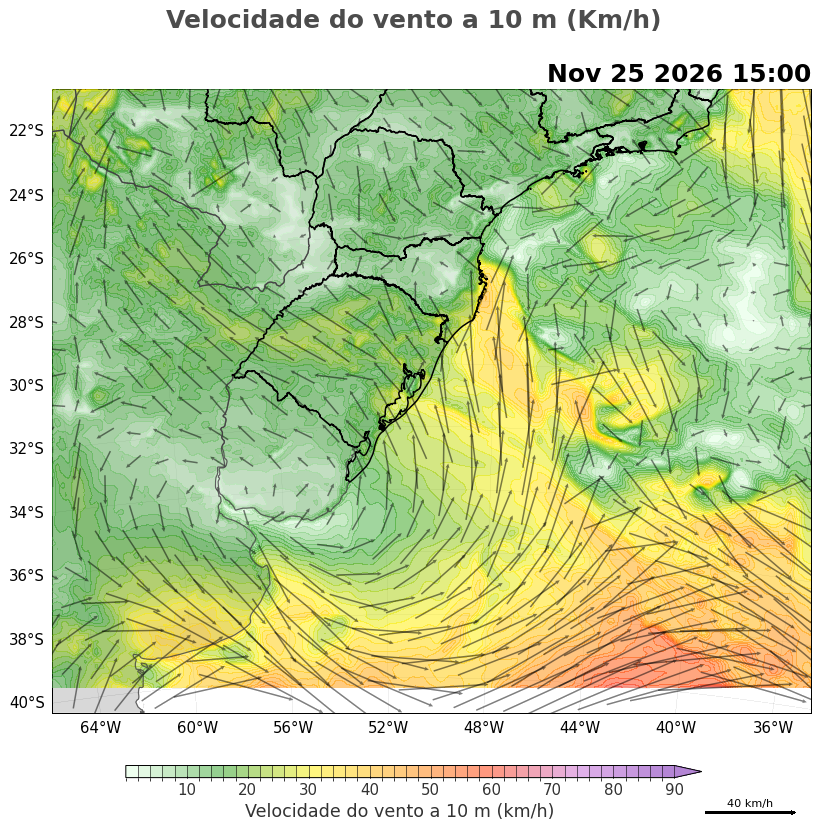 Velocidade do vento a 10 m (Km/h)
Nov 25 2026 15:00
22°S
24°S
26°S
28°S
30°S
32°S
34°S
36°S
38°S
40°S
64°W 60°W 56°W 52°W 48°W 44°W 40°W 36°W
10 20 30 40 50 60 70 80 90
Velocidade do vento a 10 m (km/h)
40 km/h